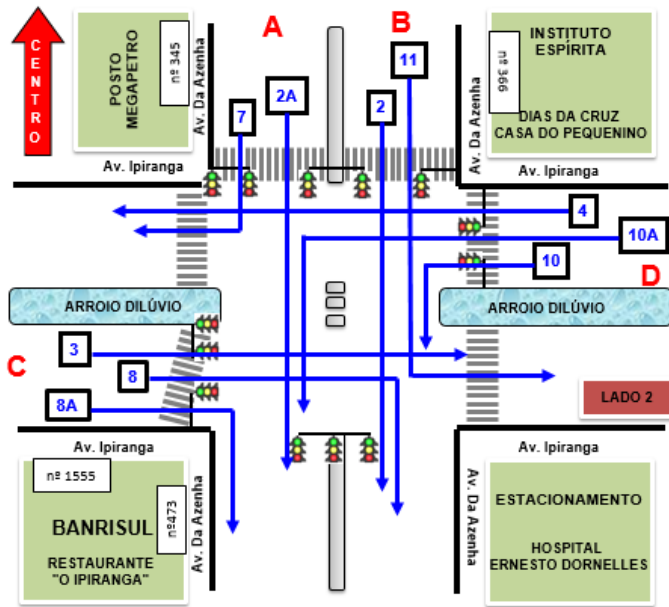 CENTRO
POSTO
MEGAPETRO
nº 345
Av. Da Azenha
A
B
INSTITUTO
ESPÍRITA
nº 366
DIAS DA CRUZ
CASA DO PEQUENINO
Av. Da Azenha
11
2A
2
7
Av. Ipiranga
Av. Ipiranga
4
10A
10
D
ARROIO DILÚVIO
ARROIO DILÚVIO
3
C
8
8A
LADO 2
Av. Ipiranga
Av. Ipiranga
nº 1555
nº473
Av. Da Azenha
BANRISUL
RESTAURANTE
"O IPIRANGA"
Av. Da Azenha
ESTACIONAMENTO
HOSPITAL
ERNESTO DORNELLES